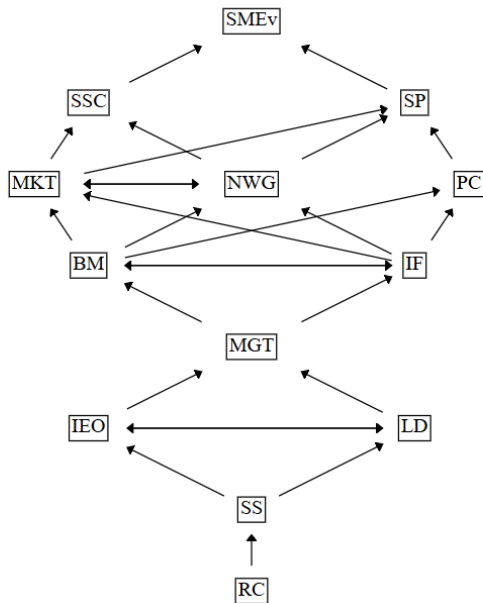 SMEv
SSC SP
MKT NWG PC
BM IF
MGT
IEO LD
SS
RC